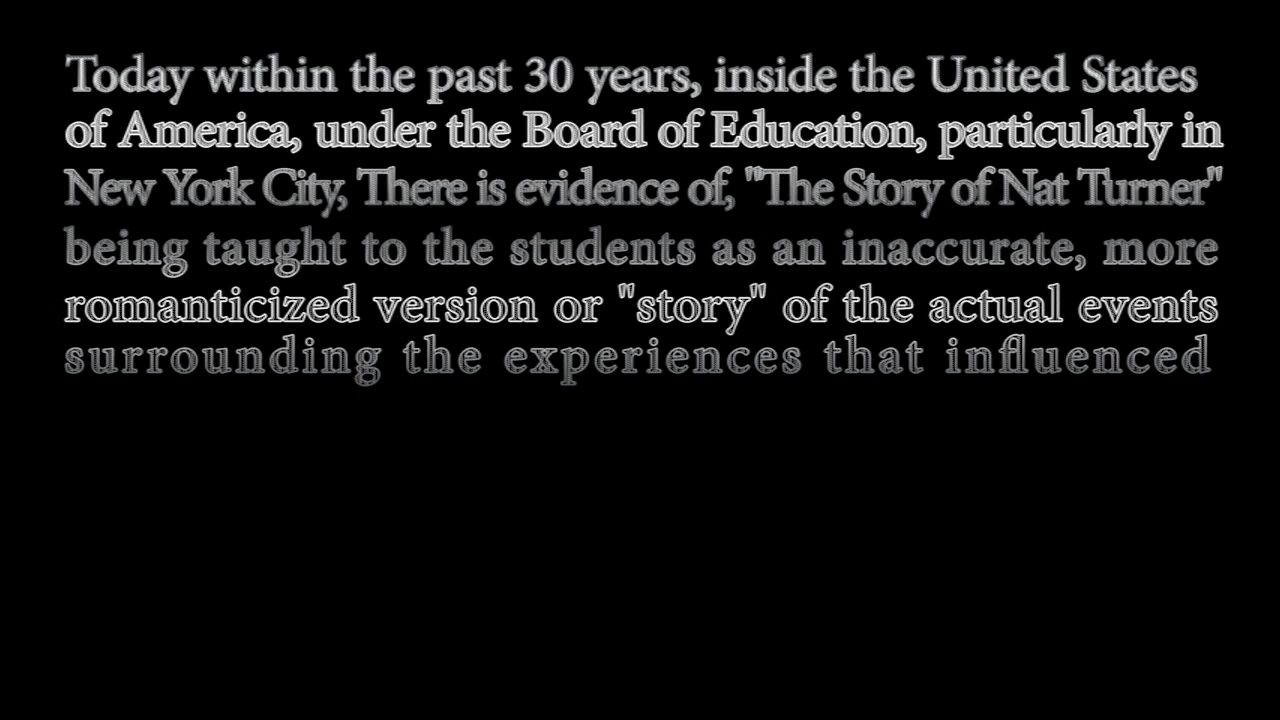 Today within the past 30 years, inside the United States
of America, under the Board of Education, particularly in
New York City, There is evidence of, "The Story of Nat Turner"
being taught to the students as an inaccurate, more
romanticized version or "story" of the actual events
surrounding the experiences that influenced